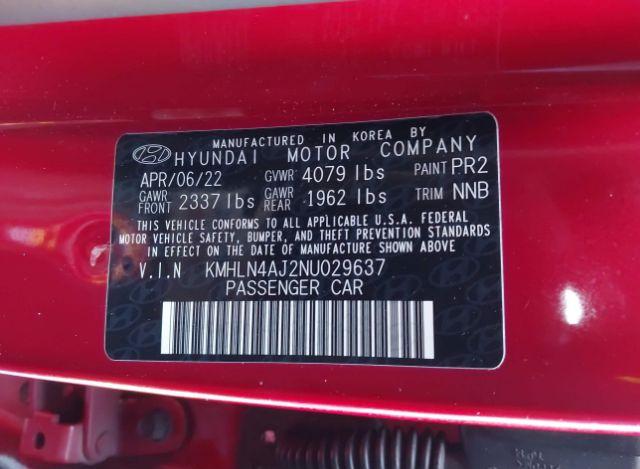 MANUFACTURED IN KOREA BY
HYUNDAI MOTOR COMPANY
APR/06/22 GVWR 4079 lbs PAINT PR2
GAWR FRONT 2337 lbs GAWR REAR 1962 lbs TRIM NNB
THIS VEHICLE CONFORMS TO ALL APPLICABLE U.S.A. FEDERAL
MOTOR VEHICLE SAFETY, BUMPER, AND THEFT PREVENTION STANDARDS
IN EFFECT ON THE DATE OF MANUFACTURE SHOWN ABOVE.
V.I.N KMHLN4AJ2NU029637
PASSENGER CAR